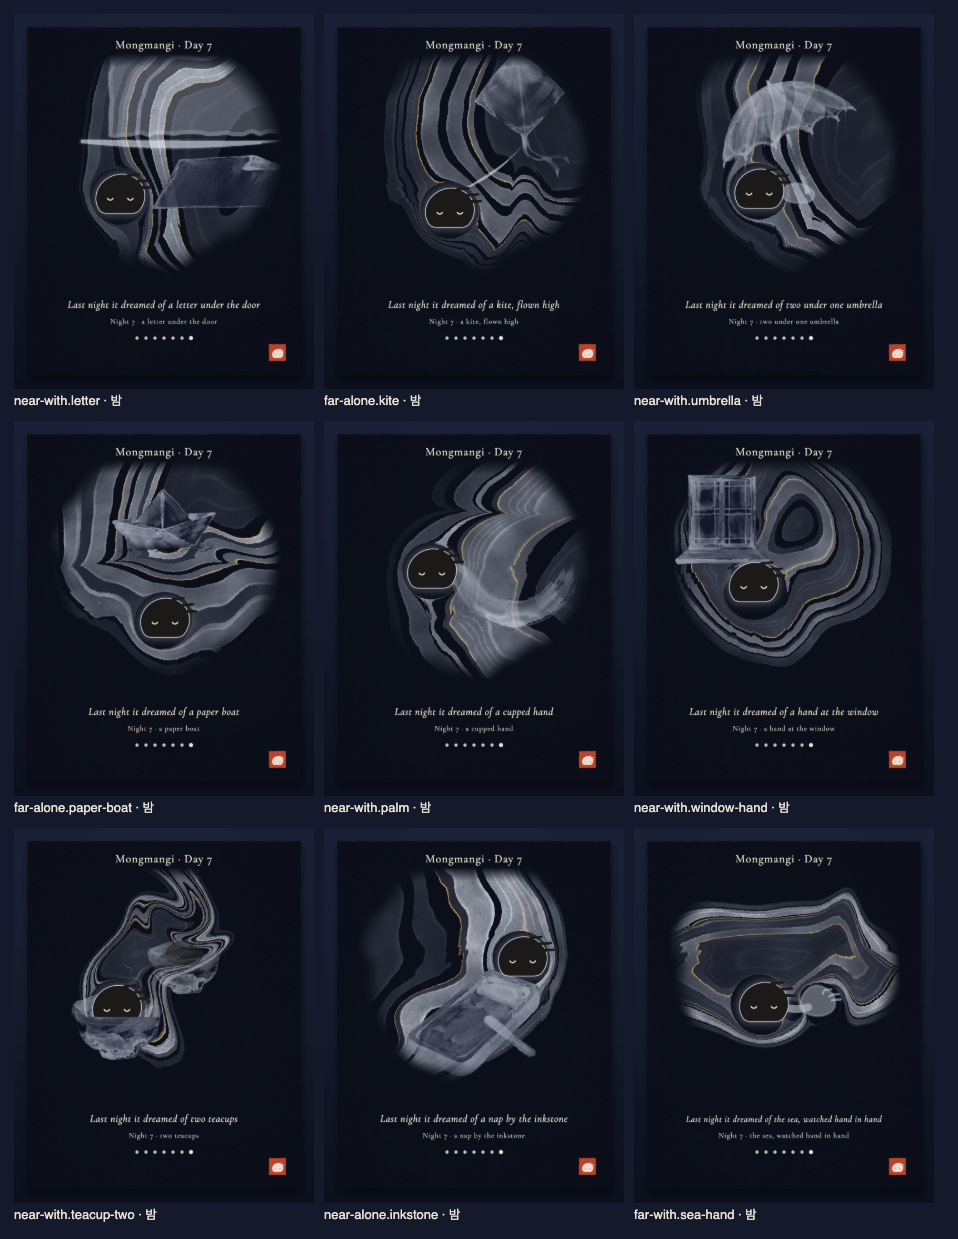 Mongmangi · Day 7
Last night it dreamed of a letter under the door
Night 7 · a letter under the door
near-with.letter · 밤
Mongmangi · Day 7
Last night it dreamed of a kite, flown high
Night 7 · a kite, flown high
far-alone.kite · 밤
Mongmangi · Day 7
Last night it dreamed of two under one umbrella
Night 7 · two under one umbrella
near-with.umbrella · 밤
Mongmangi · Day 7
Last night it dreamed of a paper boat
Night 7 · a paper boat
far-alone.paper-boat · 밤
Mongmangi · Day 7
Last night it dreamed of a cupped hand
Night 7 · a cupped hand
near-with.palm · 밤
Mongmangi · Day 7
Last night it dreamed of a hand at the window
Night 7 · a hand at the window
near-with.window-hand · 밤
Mongmangi · Day 7
Last night it dreamed of two teacups
Night 7 · two teacups
near-with.teacup-two · 밤
Mongmangi · Day 7
Last night it dreamed of a nap by the inkstone
Night 7 · a nap by the inkstone
near-alone.inkstone · 밤
Mongmangi · Day 7
Last night it dreamed of the sea, watched hand in hand
Night 7 · the sea, watched hand in hand
far-with.sea-hand · 밤